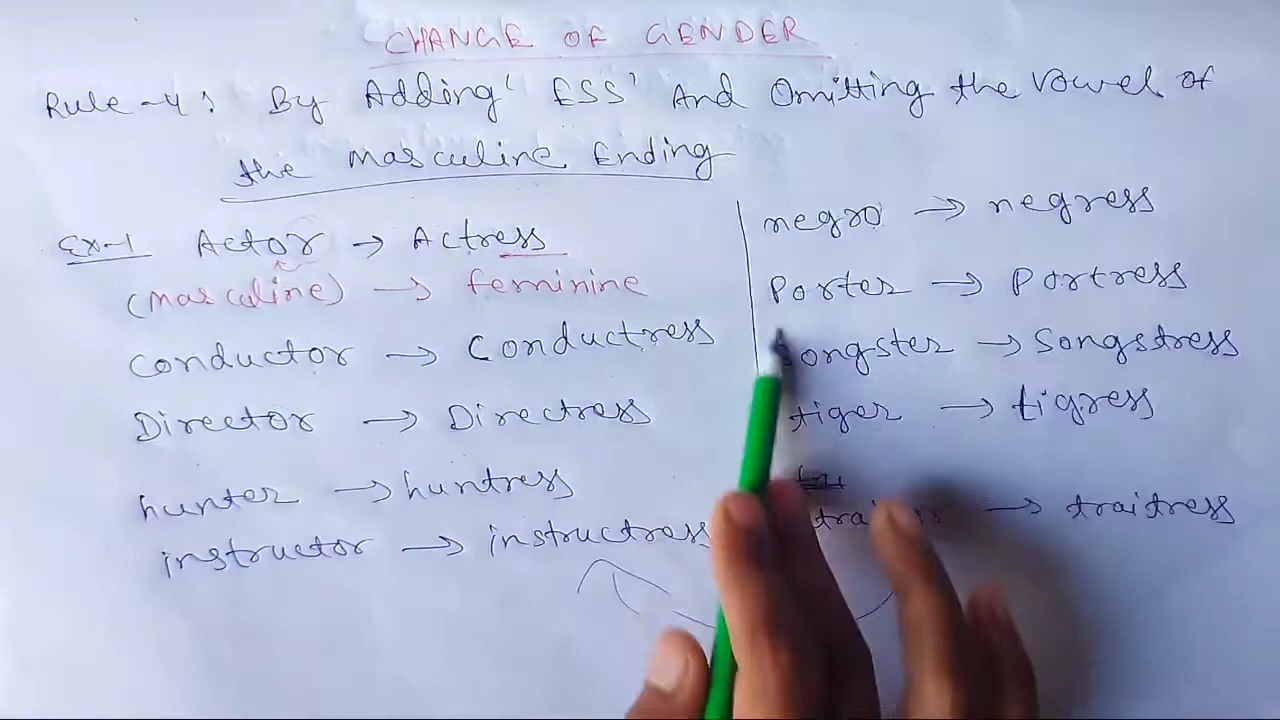 CHANGE OF GENDER
Rule-4: By Adding 'ESS' And Omitting the vowel of
the masculine Ending
Ex-1 Actor → Actress
(masculine) → feminine
conductor → conductress
Director → Directress
hunter → huntress
instructor → instructress
negro → negress
Porter → Portress
Songster → Songstress
tiger → tigress
→ traitress